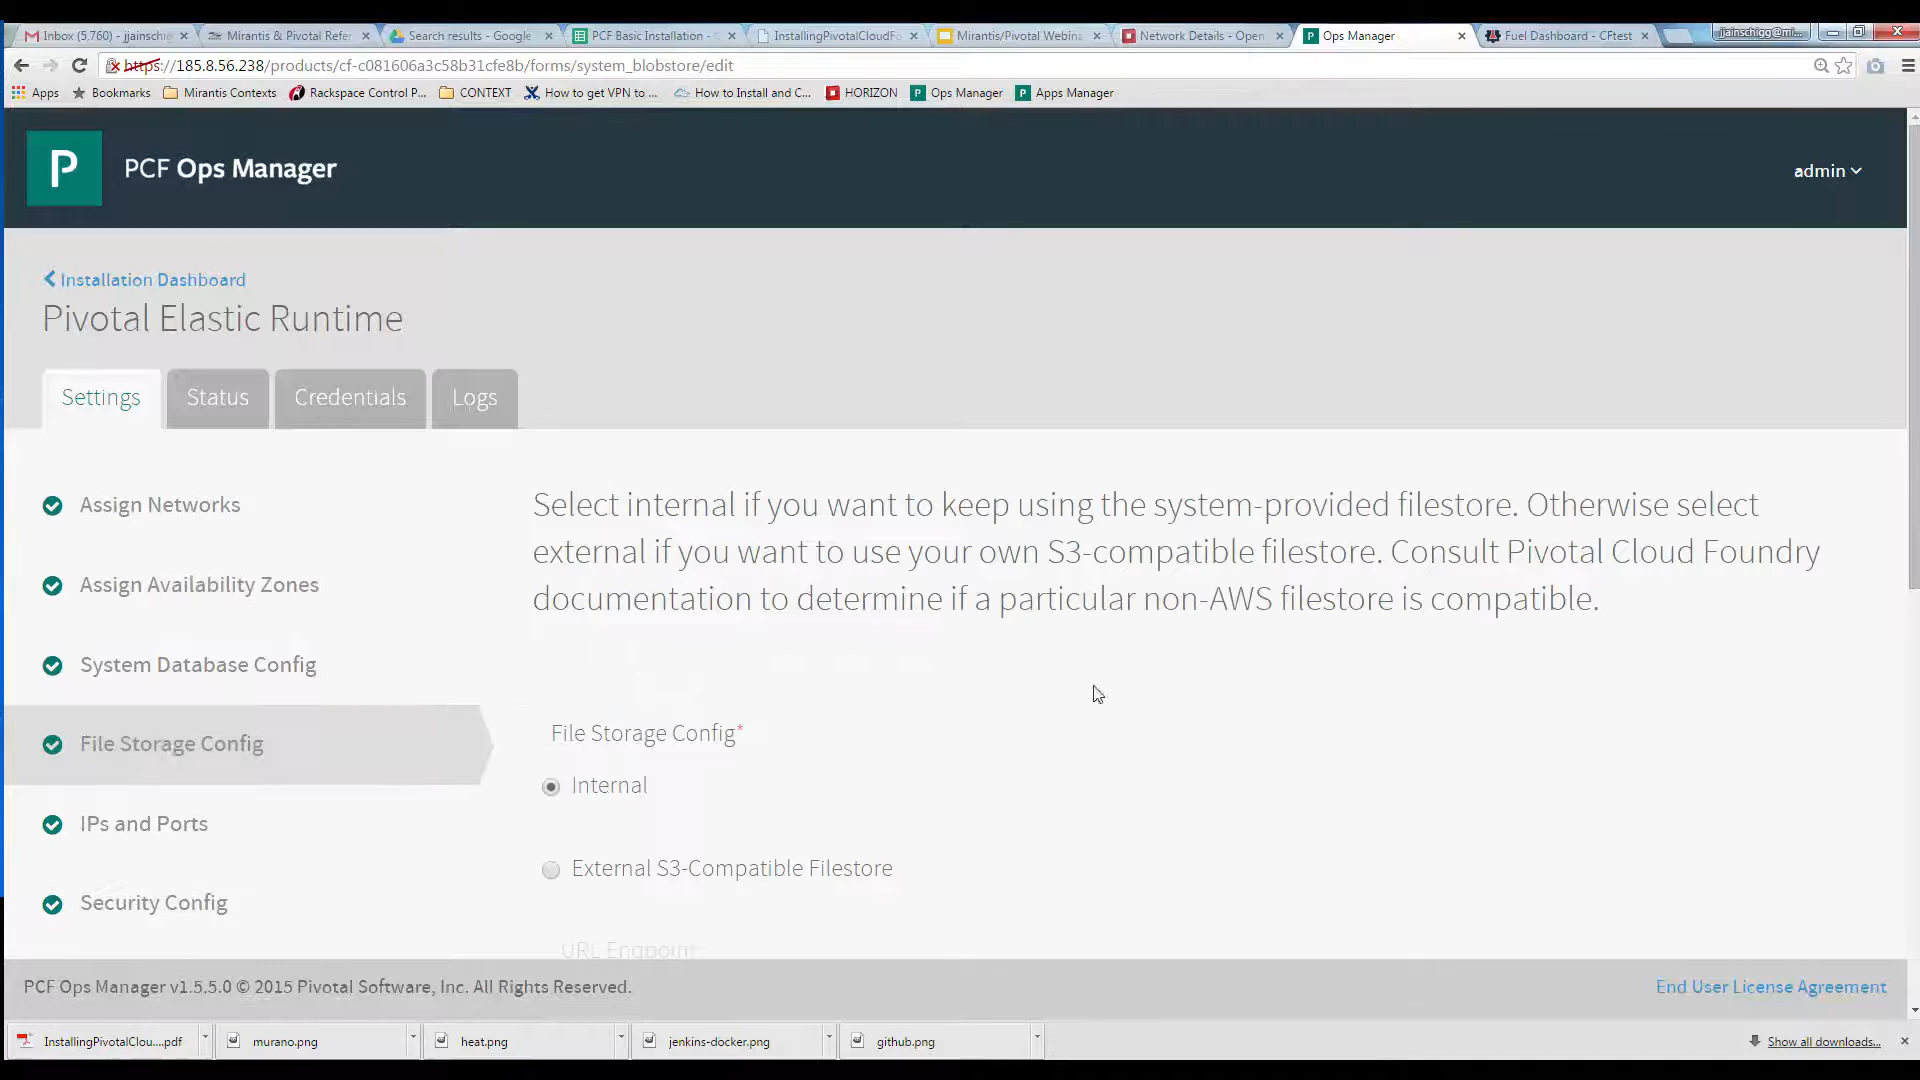 Inbox (5,760) - jjainschig
Mirantis & Pivotal Refer
Search results - Google
PCF Basic Installation -
InstallingPivotalCloudFo
Mirantis/Pivotal Webina
Network Details - Open
Ops Manager
Fuel Dashboard - CFtest
jjainschigg@mi...
https://185.8.56.238/products/cf-c081606a3c58b31cfe8b/forms/system_blobstore/edit
Apps
Bookmarks
Mirantis Contexts
Rackspace Control P...
CONTEXT
How to get VPN to ...
How to Install and C...
HORIZON
Ops Manager
Apps Manager
P
PCF Ops Manager
admin
Installation Dashboard
Pivotal Elastic Runtime
Settings
Status
Credentials
Logs
Assign Networks
Assign Availability Zones
System Database Config
File Storage Config
IPs and Ports
Security Config
Select internal if you want to keep using the system-provided filestore. Otherwise select
external if you want to use your own S3-compatible filestore. Consult Pivotal Cloud Foundry
documentation to determine if a particular non-AWS filestore is compatible.
File Storage Config*
Internal
External S3-Compatible Filestore
URL Endpoint
PCF Ops Manager v1.5.5.0 © 2015 Pivotal Software, Inc. All Rights Reserved.
End User License Agreement
InstallingPivotalClou....pdf
murano.png
heat.png
jenkins-docker.png
github.png
Show all downloads...